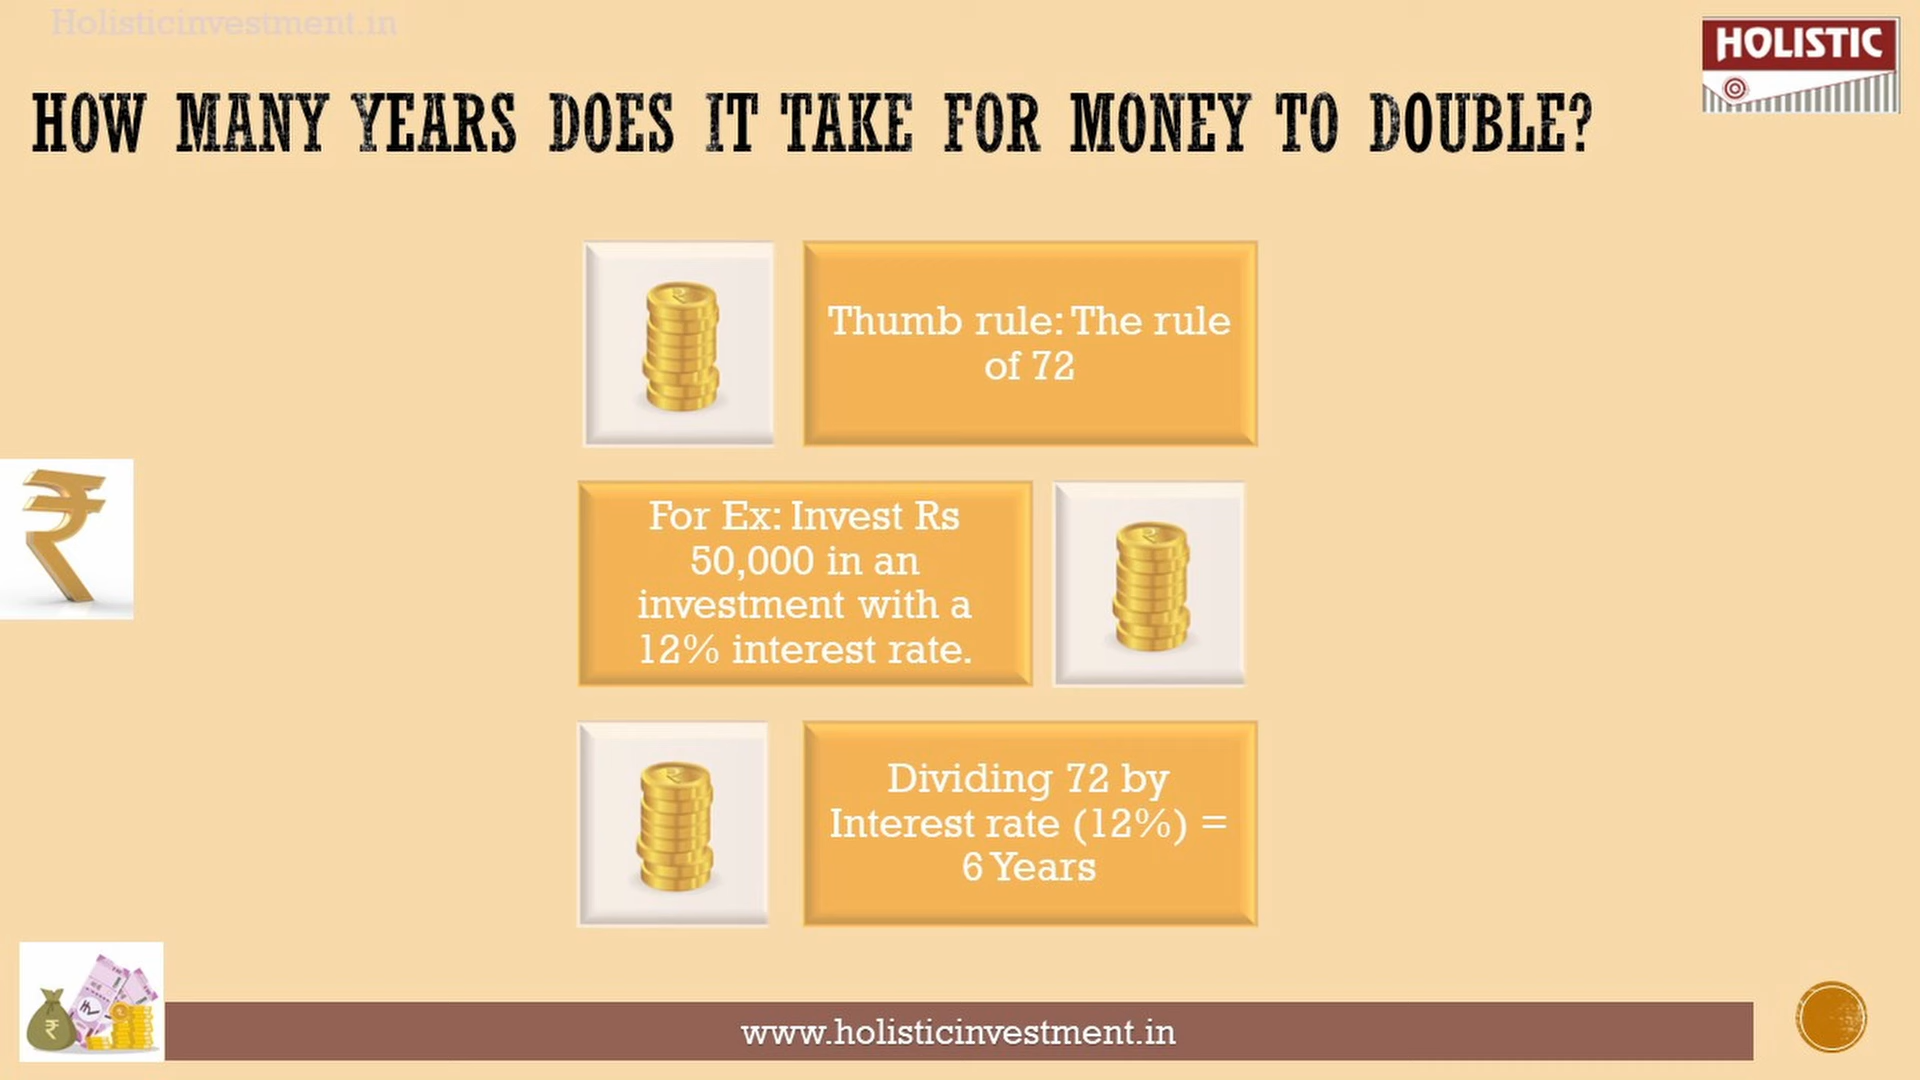 Holisticinvestment.in
HOLISTIC
HOW MANY YEARS DOES IT TAKE FOR MONEY TO DOUBLE?
Thumb rule: The rule
of 72
For Ex: Invest Rs
50,000 in an
investment with a
12% interest rate.
Dividing 72 by
Interest rate (12%) =
6 Years
www.holisticinvestment.in